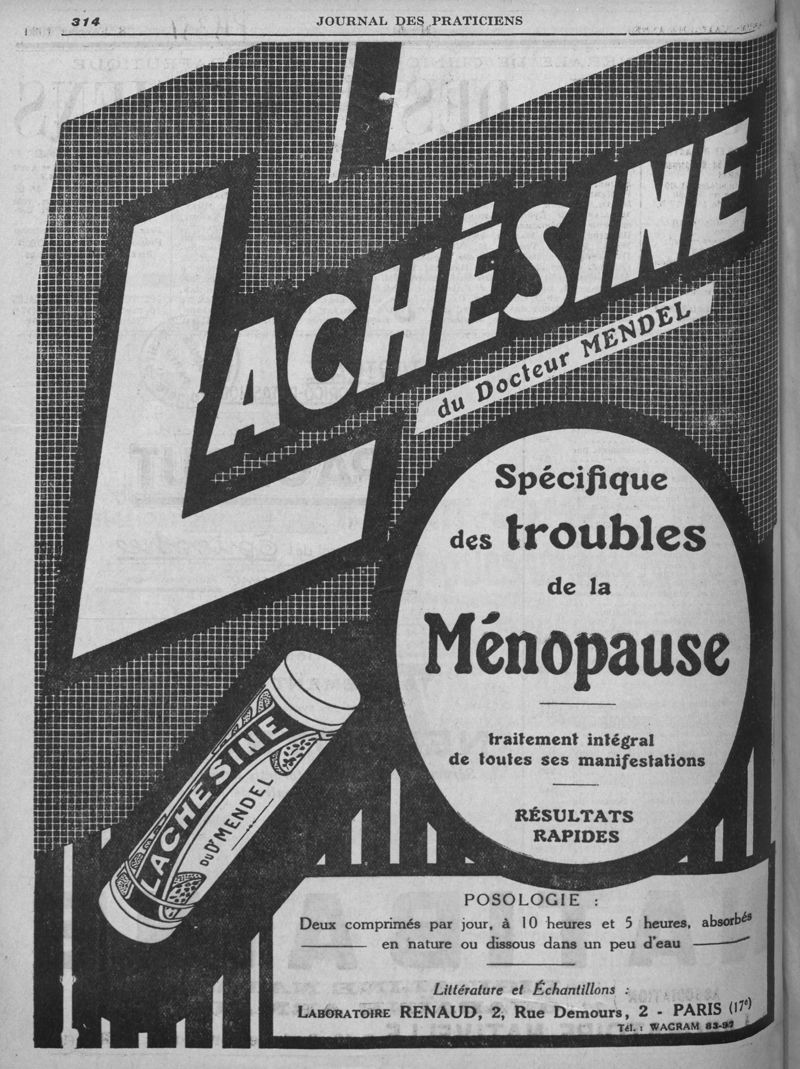 314
JOURNAL DES PRATICIENS
LACHÉSINE
du Docteur MENDEL
Spécifique
des troubles
de la
Ménopause
traitement intégral
de toutes ses manifestations
RÉSULTATS
RAPIDES
LACHÉSINE
DU Dr MENDEL
POSOLOGIE :
Deux comprimés par jour, à 10 heures et 5 heures, absorbés
en nature ou dissous dans un peu d'eau
Littérature et Échantillons :
LABORATOIRE RENAUD, 2, Rue Demours, 2 - PARIS (17e)
Tél. : WAGRAM 83-97